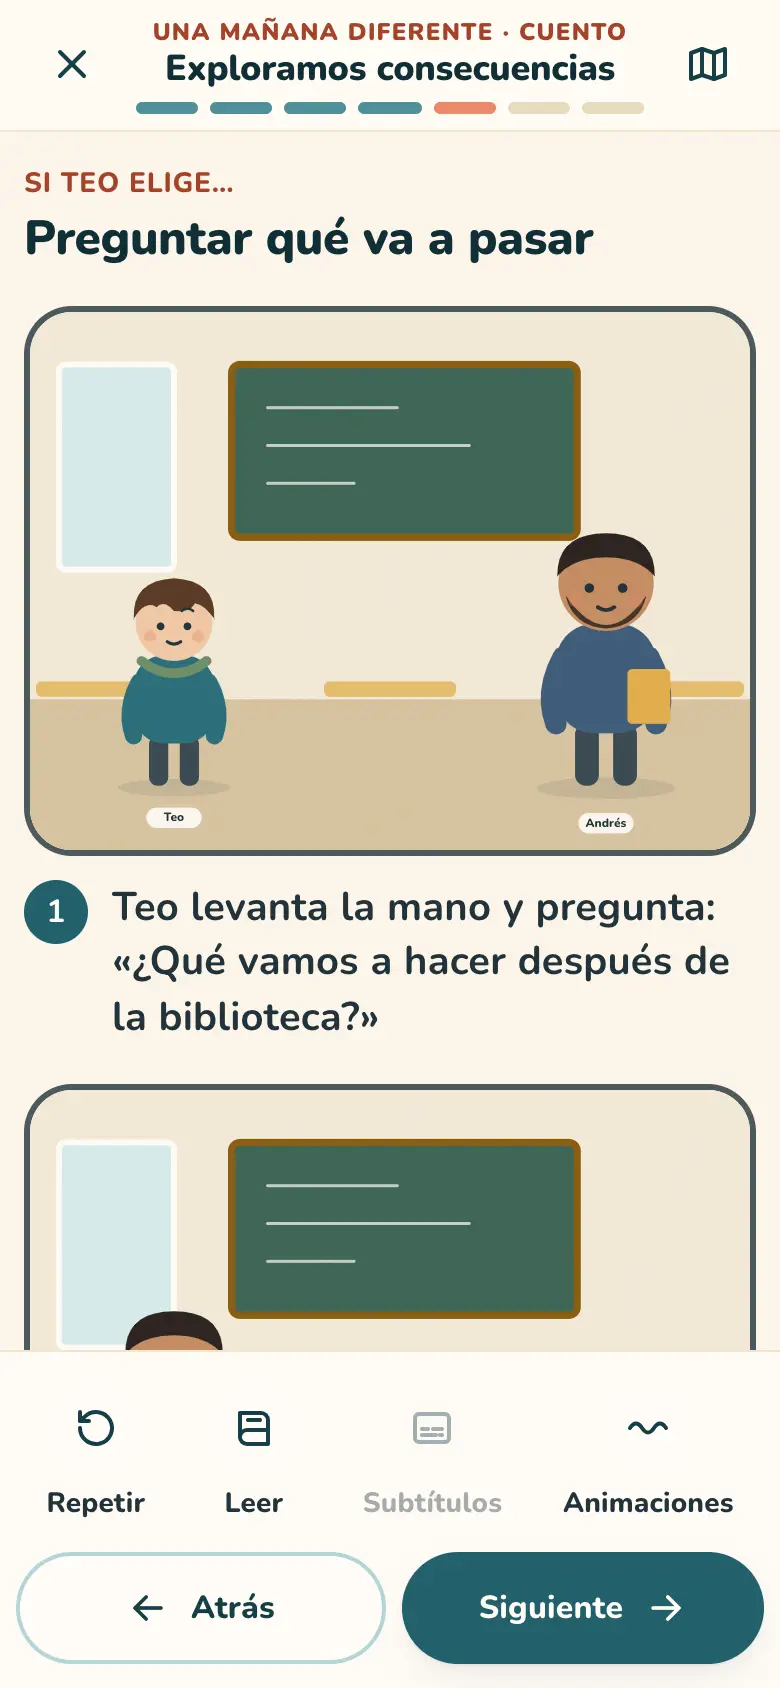 UNA MAÑANA DIFERENTE · CUENTO
Exploramos consecuencias
SI TEO ELIGE...
Preguntar qué va a pasar
Teo
Andrés
1
Teo levanta la mano y pregunta:
«¿Qué vamos a hacer después de
la biblioteca?»
Repetir
Leer
Subtítulos
Animaciones
Atrás
Siguiente